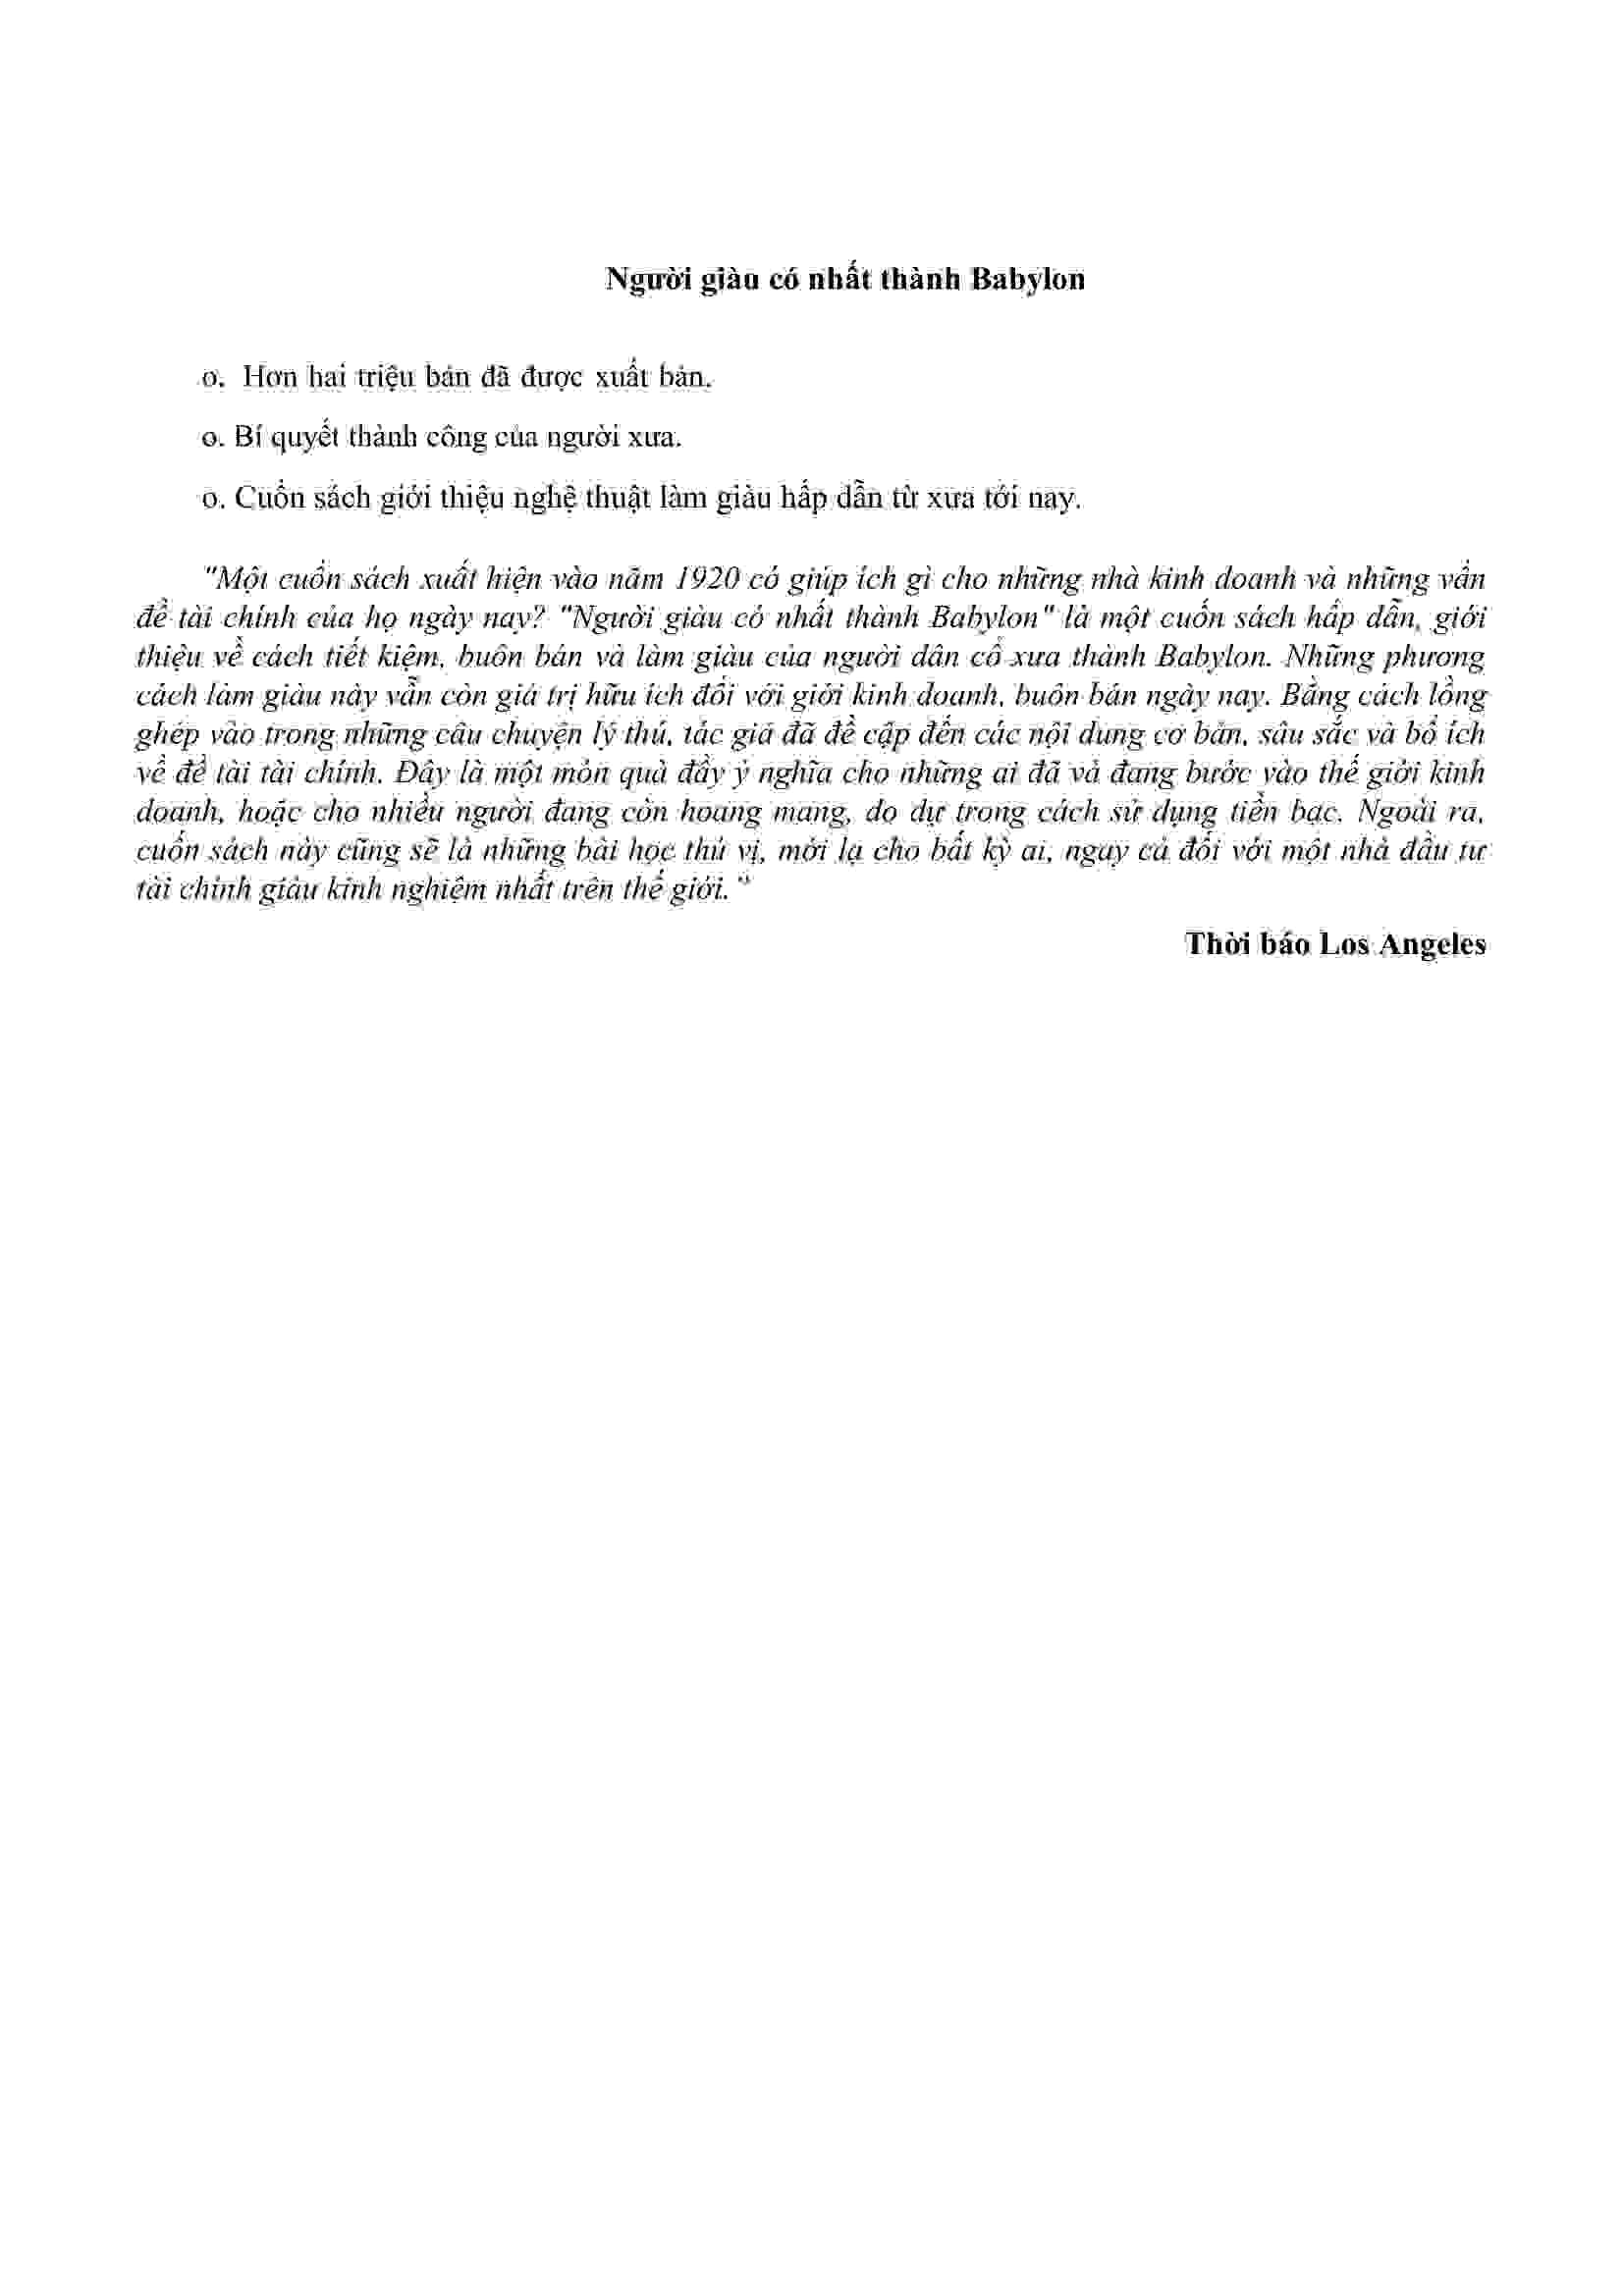 Người giàu có nhất thành Babylon
o. Hơn hai triệu bản đã được xuất bản.
o. Bí quyết thành công của người xưa.
o. Cuốn sách giới thiệu nghệ thuật làm giàu hấp dẫn từ xưa tới nay.
"Một cuốn sách xuất hiện vào năm 1920 có giúp ích gì cho những nhà kinh doanh và những vấn
đề tài chính của họ ngày nay? "Người giàu có nhất thành Babylon" là một cuốn sách hấp dẫn, giới
thiệu về cách tiết kiệm, buôn bán và làm giàu của người dân cổ xưa thành Babylon. Những phương
cách làm giàu này vẫn còn giá trị hữu ích đối với giới kinh doanh, buôn bán ngày nay. Bằng cách lồng
ghép vào trong những câu chuyện lý thú, tác giả đã đề cập đến các nội dung cơ bản, sâu sắc và bổ ích
về đề tài tài chính. Đây là một món quà đầy ý nghĩa cho những ai đã và đang bước vào thế giới kinh
doanh, hoặc cho nhiều người đang còn hoang mang, do dự trong cách sử dụng tiền bạc. Ngoài ra,
cuốn sách này cũng sẽ là những bài học thú vị, mới lạ cho bất kỳ ai, ngay cả đối với một nhà đầu tư
tài chính giàu kinh nghiệm nhất trên thế giới."
Thời báo Los Angeles